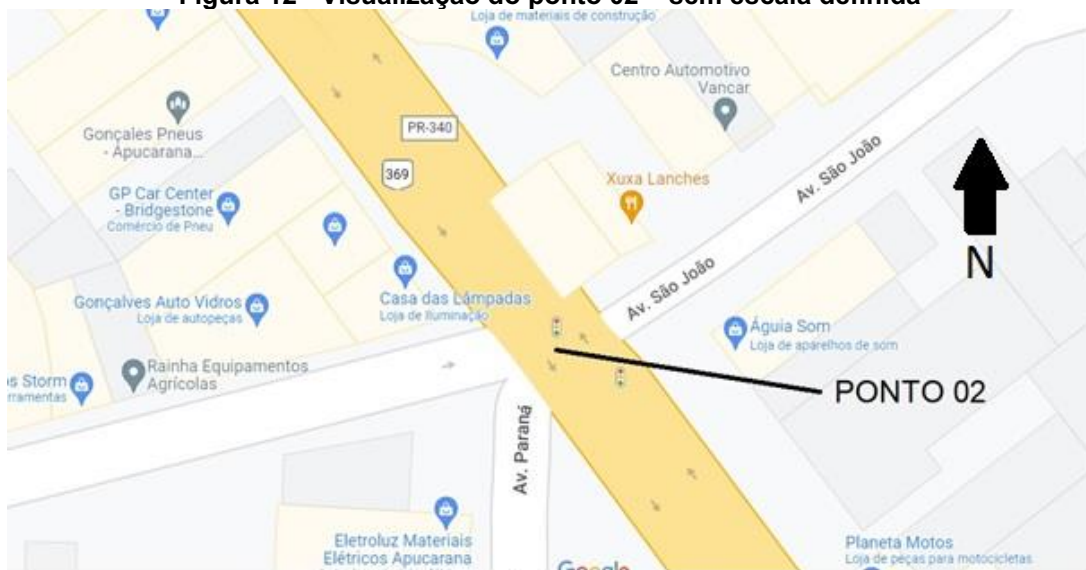 Figura 12 - Visualização do ponto 02 – sem escala definida
Loja de materiais de construção
Centro Automotivo
Vancar
Gonçales Pneus
- Apucarana...
PR-340
369
Av. São João
GP Car Center
- Bridgestone
Comércio de Pneu
Xuxa Lanches
N
Av. São João
Casa das Lâmpadas
Loja de Iluminação
Gonçalves Auto Vidros
Loja de autopeças
Águia Som
Loja de aparelhos de som
Rainha Equipamentos
Agrícolas
os Storm
rramentas
PONTO 02
Av. Paraná
Eletroluz Materiais
Elétricos Apucarana
Planeta Motos
Loja de peças para motocicletas
Google